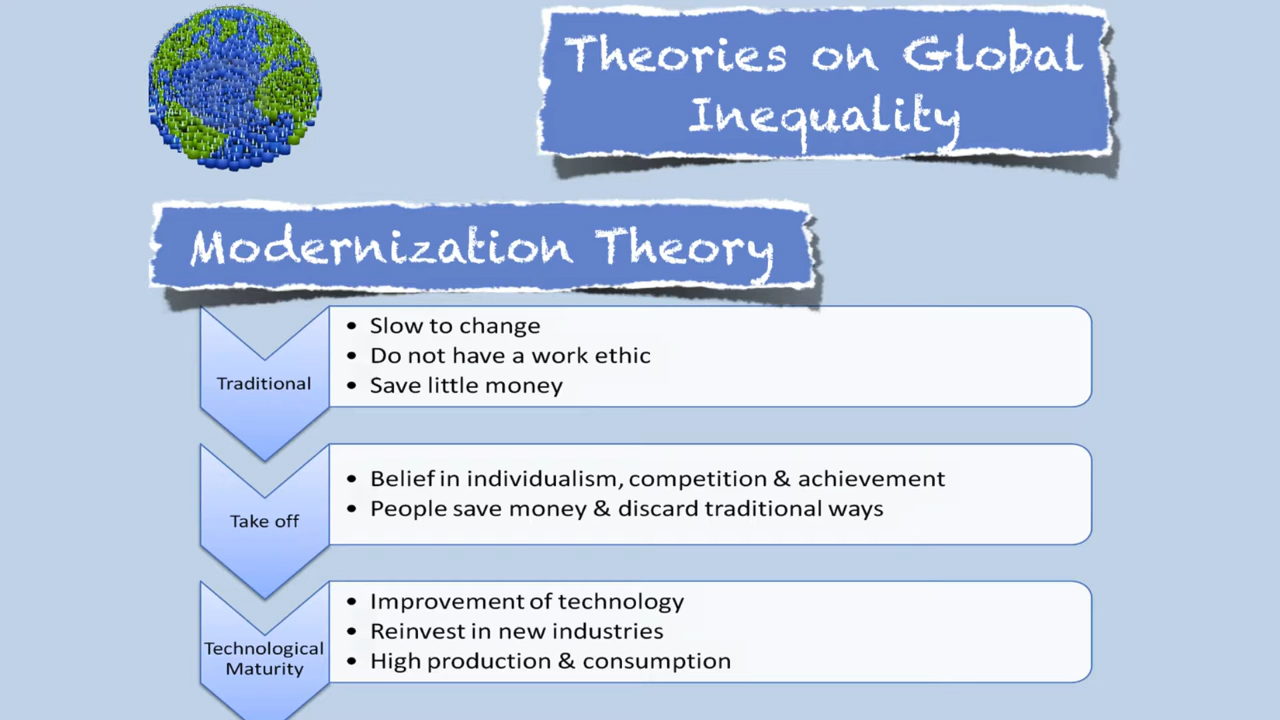 Theories on Global
Inequality
Modernization Theory
Traditional
• Slow to change
• Do not have a work ethic
• Save little money
Take off
• Belief in individualism, competition & achievement
• People save money & discard traditional ways
Technological
Maturity
• Improvement of technology
• Reinvest in new industries
• High production & consumption